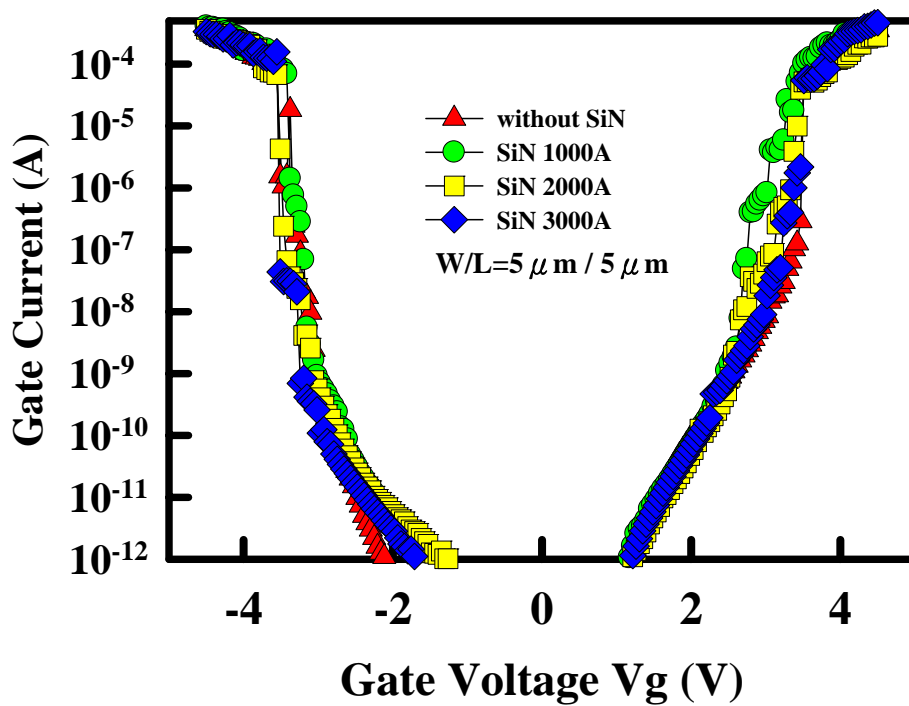 Gate Current (A)
10-4
10-5
10-6
10-7
10-8
10-9
10-10
10-11
10-12
without SiN
SiN 1000A
SiN 2000A
SiN 3000A
W/L=5 μm / 5 μm
-4 -2 0 2 4
Gate Voltage Vg (V)